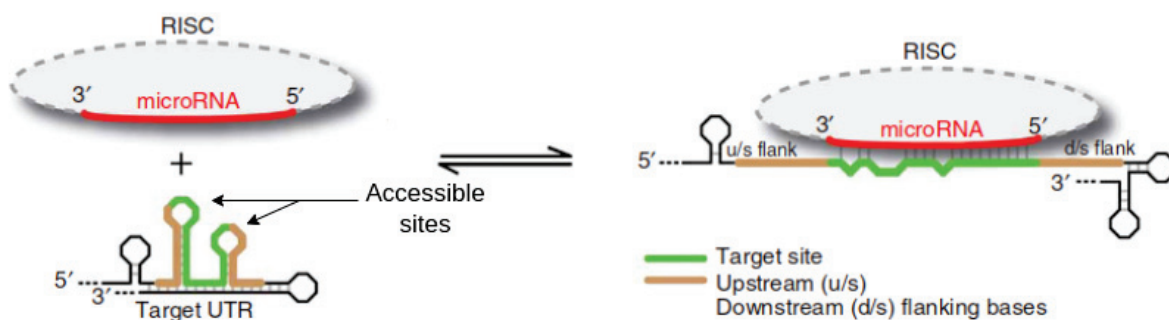 RISC
3′ microRNA 5′
+
Accessible
sites
5′
3′
Target UTR
RISC
3′ microRNA 5′
5′ u/s flank d/s flank
3′
Target site
Upstream (u/s)
Downstream (d/s) flanking bases